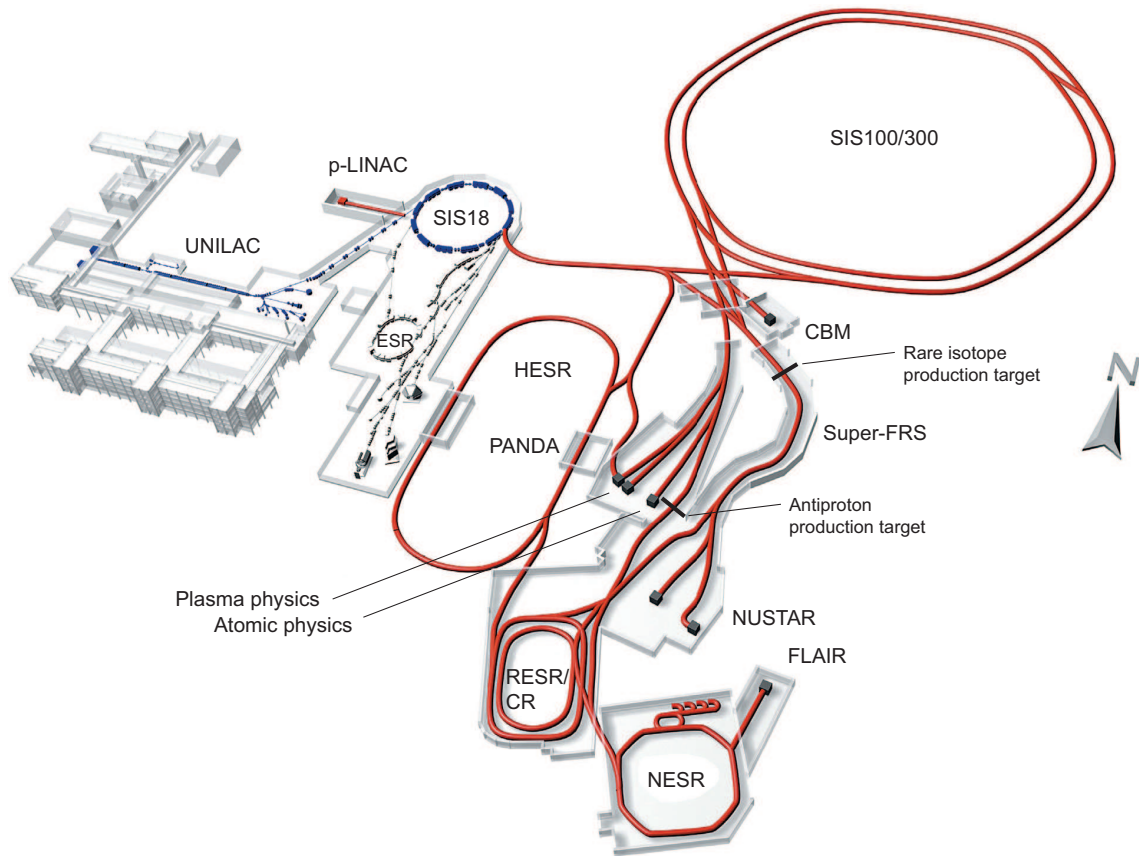 SIS100/300
p-LINAC
SIS18
UNILAC
ESR
CBM
HESR
Rare isotope
production target
N
Super-FRS
PANDA
Antiproton
production target
Plasma physics
Atomic physics
NUSTAR
FLAIR
RESR/
CR
NESR